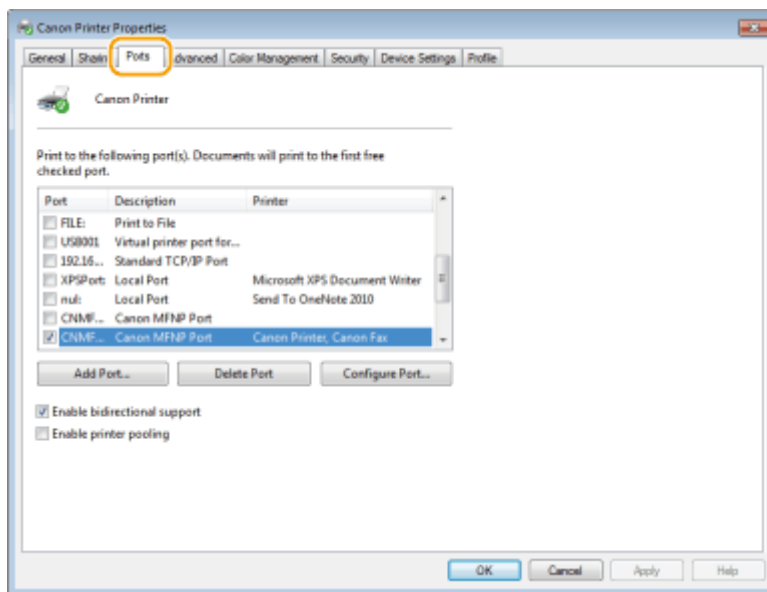 Canon Printer Properties
General Sharin Ports dvanced Color Management Security Device Settings Profile
Canon Printer
Print to the following port(s). Documents will print to the first free
checked port.
Port Description Printer
FILE: Print to File
USB001 Virtual printer port for...
192.16... Standard TCP/IP Port
XPSPort: Local Port Microsoft XPS Document Writer
nul: Local Port Send To OneNote 2010
CNMF... Canon MFNP Port
CNMF... Canon MFNP Port Canon Printer, Canon Fax
Add Port... Delete Port Configure Port...
Enable bidirectional support
Enable printer pooling
OK Cancel Apply Help